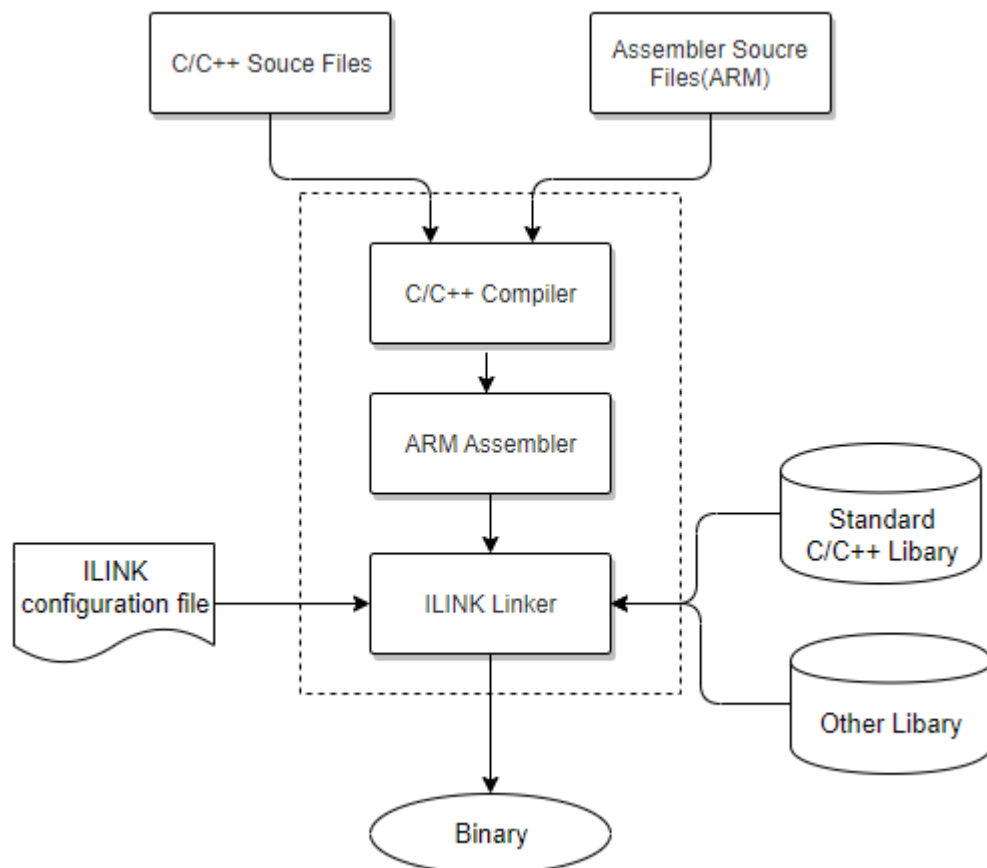 C/C++ Souce Files
Assembler Soucre
Files(ARM)
C/C++ Compiler
ARM Assembler
Standard
C/C++ Libary
ILINK
configuration file
ILINK Linker
Other Libary
Binary